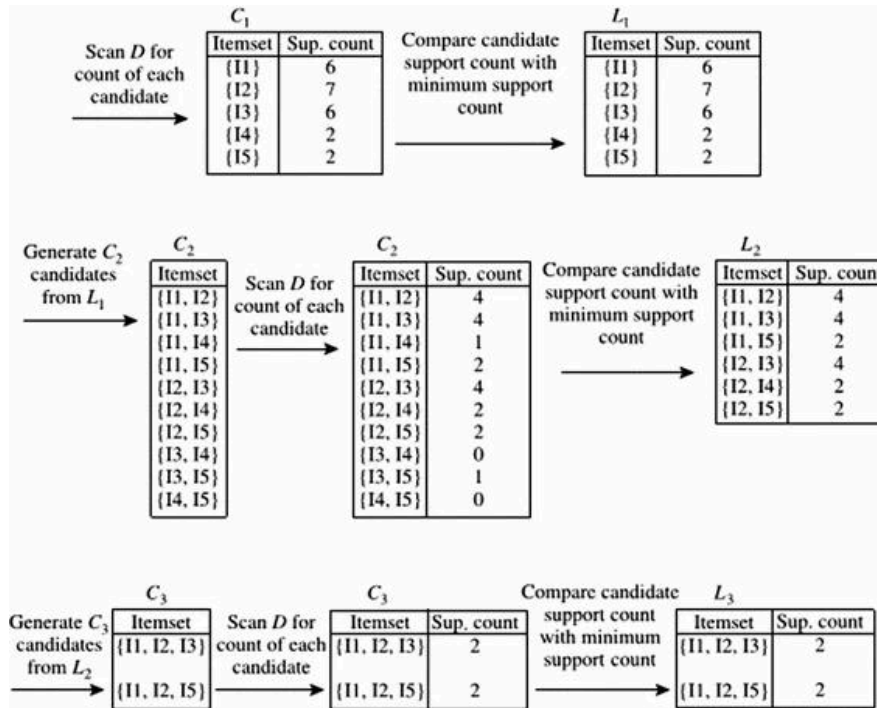 C1
L1
Scan D for
count of each
candidate
Itemset Sup. count
{I1} 6
{I2} 7
{I3} 6
{I4} 2
{I5} 2
Compare candidate
support count with
minimum support
count
Itemset Sup. count
{I1} 6
{I2} 7
{I3} 6
{I4} 2
{I5} 2
Generate C2
candidates
from L1
C2
Itemset
{I1, I2}
{I1, I3}
{I1, I4}
{I1, I5}
{I2, I3}
{I2, I4}
{I2, I5}
{I3, I4}
{I3, I5}
{I4, I5}
Scan D for
count of each
candidate
C2
Itemset Sup. count
{I1, I2} 4
{I1, I3} 4
{I1, I4} 1
{I1, I5} 2
{I2, I3} 4
{I2, I4} 2
{I2, I5} 2
{I3, I4} 0
{I3, I5} 1
{I4, I5} 0
Compare candidate
support count with
minimum support
count
L2
Itemset Sup. count
{I1, I2} 4
{I1, I3} 4
{I1, I5} 2
{I2, I3} 4
{I2, I4} 2
{I2, I5} 2
Generate C3
candidates
from L2
C3
Itemset
{I1, I2, I3}
{I1, I2, I5}
Scan D for
count of each
candidate
C3
Itemset Sup. count
{I1, I2, I3} 2
{I1, I2, I5} 2
Compare candidate
support count
with minimum
support count
L3
Itemset Sup. count
{I1, I2, I3} 2
{I1, I2, I5} 2